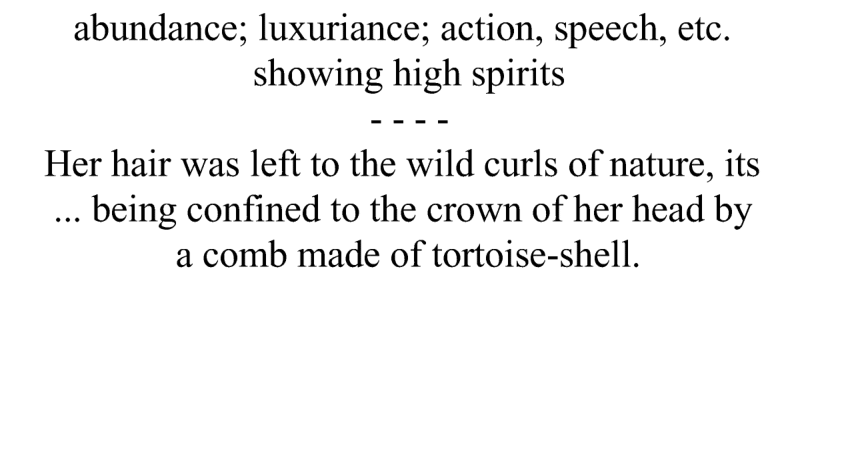 abundance; luxuriance; action, speech, etc.
showing high spirits
- - - -
Her hair was left to the wild curls of nature, its
... being confined to the crown of her head by
a comb made of tortoise-shell.